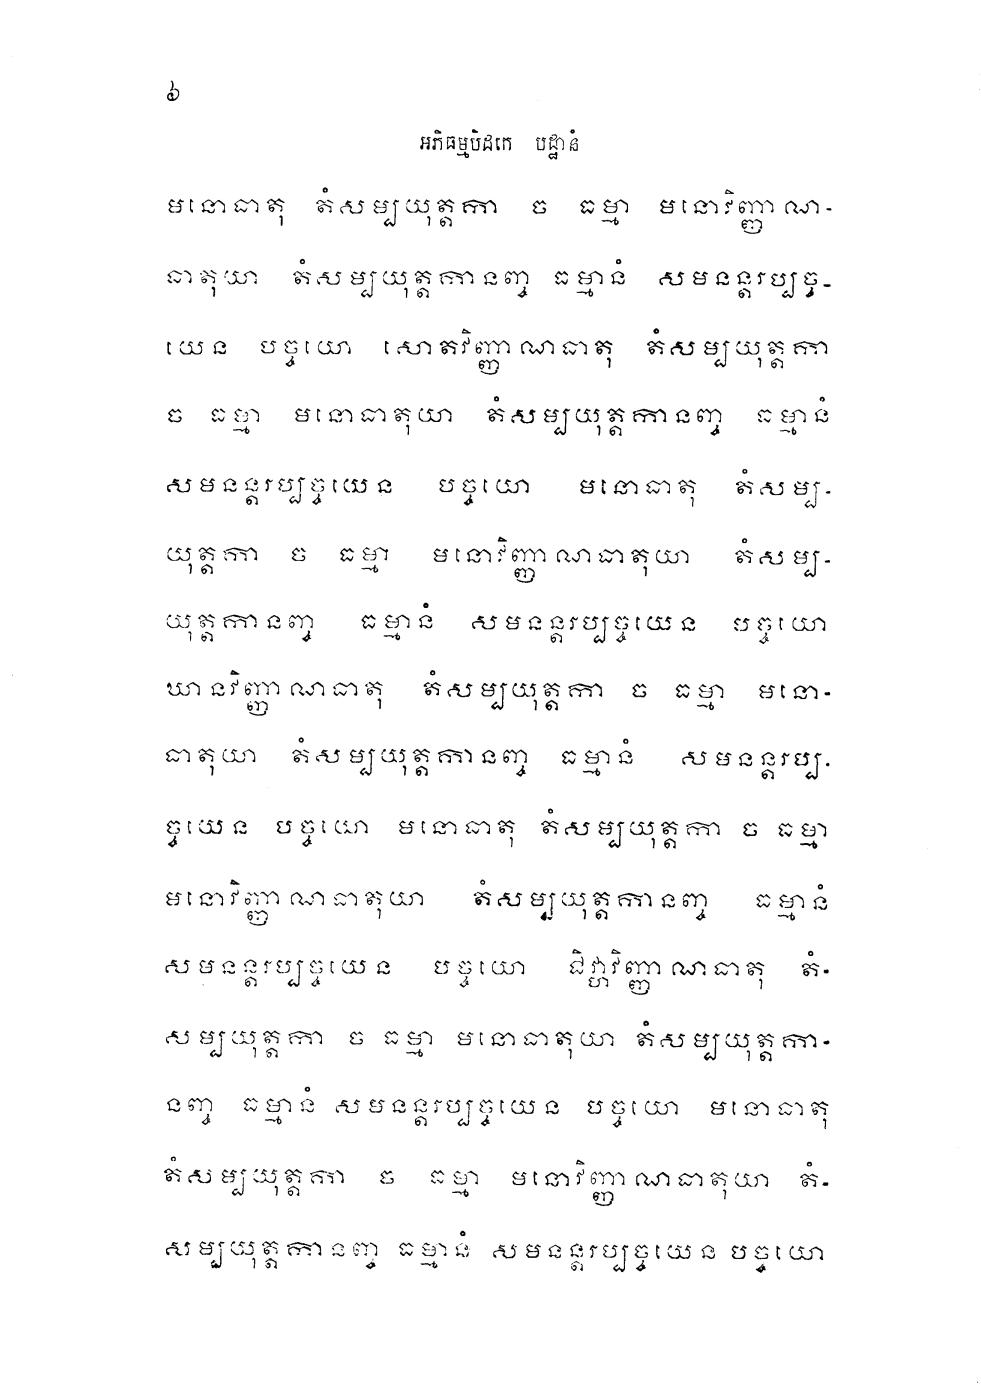 ៦
អភិធម្មបិដកេ បដ្ឋានំ
មនោធាតុ តំសម្បយុត្តកា ច ធម្មា មនោវិញ្ញាណ-
ធាតុយា តំសម្បយុត្តកានញ្ច ធម្មានំ សមនន្តរប្បច្ច-
យេន បច្ចយោ សោតវិញ្ញាណធាតុ តំសម្បយុត្តកា
ច ធម្មា មនោធាតុយា តំសម្បយុត្តកានញ្ច ធម្មានំ
សមនន្តរប្បច្ចយេន បច្ចយោ មនោធាតុ តំសម្ប-
យុត្តកា ច ធម្មា មនោវិញ្ញាណធាតុយា តំសម្ប-
យុត្តកានញ្ច ធម្មានំ សមនន្តរប្បច្ចយេន បច្ចយោ
ឃានវិញ្ញាណធាតុ តំសម្បយុត្តកា ច ធម្មា មនោ-
ធាតុយា តំសម្បយុត្តកានញ្ច ធម្មានំ សមនន្តរប្ប-
ច្ចយេន បច្ចយោ មនោធាតុ តំសម្បយុត្តកា ច ធម្មា
មនោវិញ្ញាណធាតុយា តំសម្បយុត្តកានញ្ច ធម្មានំ
សមនន្តរប្បច្ចយេន បច្ចយោ ជិវ្ហាវិញ្ញាណធាតុ តំ-
សម្បយុត្តកា ច ធម្មា មនោធាតុយា តំសម្បយុត្តកា-
នញ្ច ធម្មានំ សមនន្តរប្បច្ចយេន បច្ចយោ មនោធាតុ
តំសម្បយុត្តកា ច ធម្មា មនោវិញ្ញាណធាតុយា តំ-
សម្បយុត្តកានញ្ច ធម្មានំ សមនន្តរប្បច្ចយេន បច្ចយោ